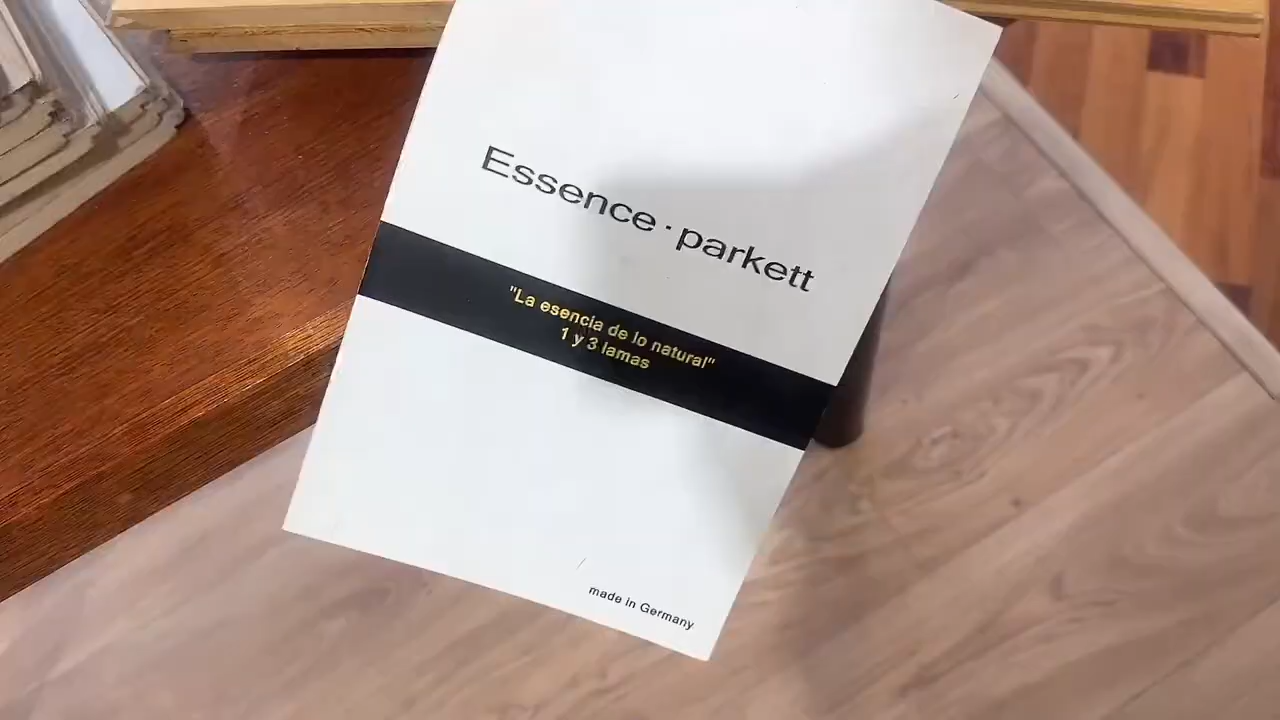 Essence·parkett
"La esencia de lo natural"
1 y 3 lamas
made in Germany